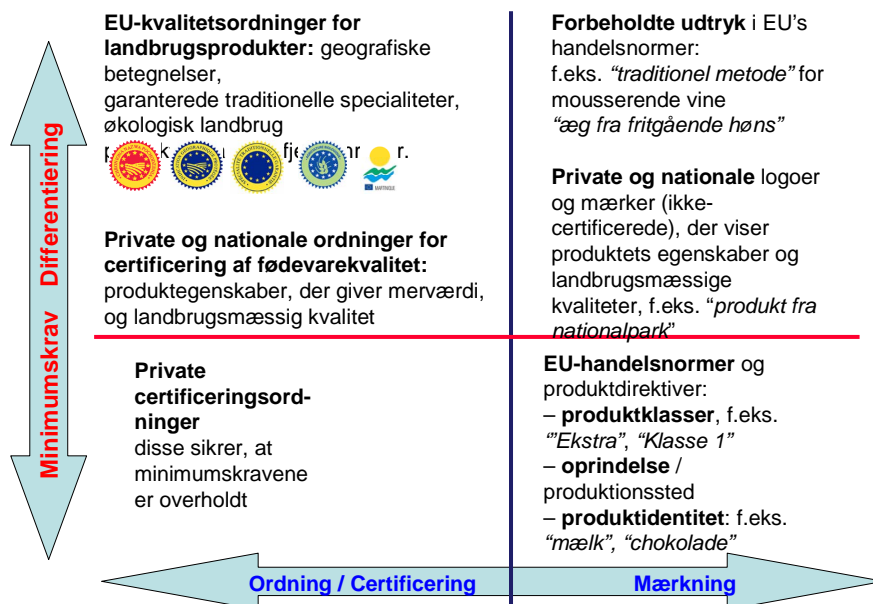 EU-kvalitetsordninger for
landbrugsprodukter: geografiske
betegnelser,
garanterede traditionelle specialiteter,
økologisk landbrug
Private og nationale ordninger for
certificering af fødevarekvalitet:
produktegenskaber, der giver merværdi,
og landbrugsmæssig kvalitet
Forbeholdte udtryk i EU's
handelsnormer:
f.eks. “traditionel metode” for
mousserende vine
“æg fra fritgående høns”
Private og nationale logoer
og mærker (ikke-
certificerede), der viser
produktets egenskaber og
landbrugsmæssige
kvaliteter, f.eks. “produkt fra
nationalpark”
Private
certificeringsord-
ninger
disse sikrer, at
minimumskravene
er overholdt
EU-handelsnormer og
produktdirektiver:
– produktklasser, f.eks.
‘”Ekstra”, “Klasse 1”
– oprindelse /
produktionssted
– produktidentitet: f.eks.
“mælk”, “chokolade”
Minimumskrav Differentiering
Ordning / Certificering
Mærkning